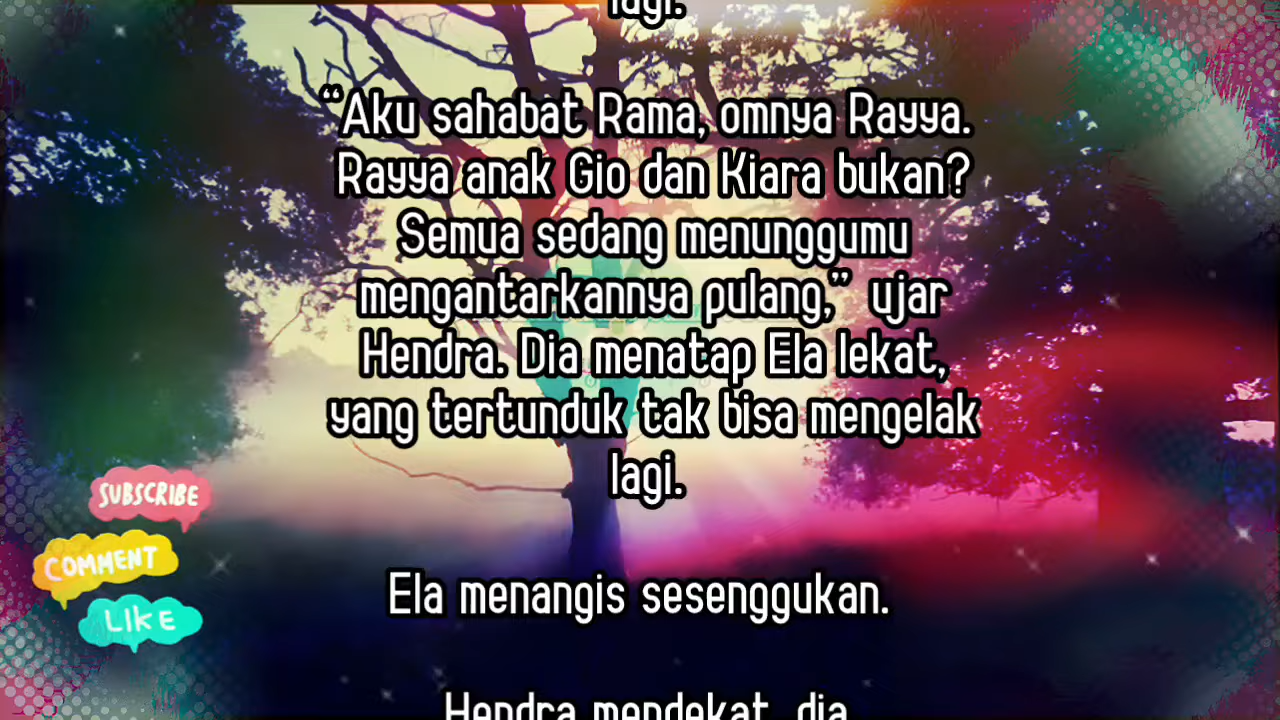 lagi.
“Aku sahabat Rama, omnya Rayya.
Rayya anak Gio dan Kiara bukan?
Semua sedang menunggumu
mengantarkannya pulang,” ujar
Hendra. Dia menatap Ela lekat,
yang tertunduk tak bisa mengelak
lagi.
SUBSCRIBE
COMMENT
LIKE
Ela menangis sesenggukan.
Hendra mendekat, dia